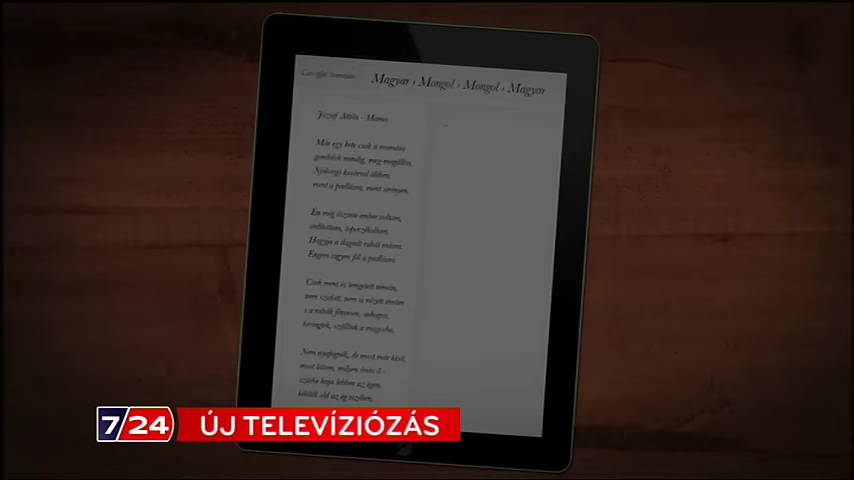 Google Translate
Magyar › Mongol › Mongol › Magyar
József Attila - Mama
Már egy hete csak a mamára
gondolok mindíg, meg-megállva.
Nyikorgó kosárral ölében,
ment a padlásra, ment serényen.
Én még őszinte ember voltam,
ordítottam, toporzékoltam.
Hagyja a dagadt ruhát másra.
Engem vigyen föl a padlásra.
Csak ment és teregetett némán,
nem szidott, nem is nézett énrám
s a ruhák fényesen, suhogva,
keringtek, szálltak a magosba.
Nem nyafognék, de most már késő,
most látom, milyen óriás ő -
szürke haja lebben az égen,
kékítőt old az ég vizében.
7/24
ÚJ TELEVÍZIÓZÁS